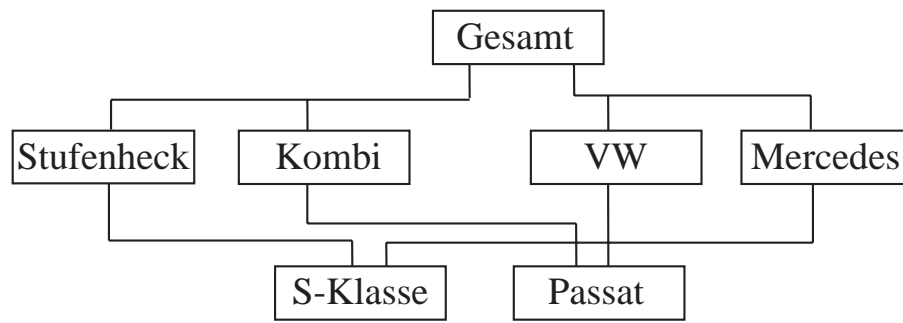 Gesamt
Stufenheck
Kombi
VW
Mercedes
S-Klasse
Passat